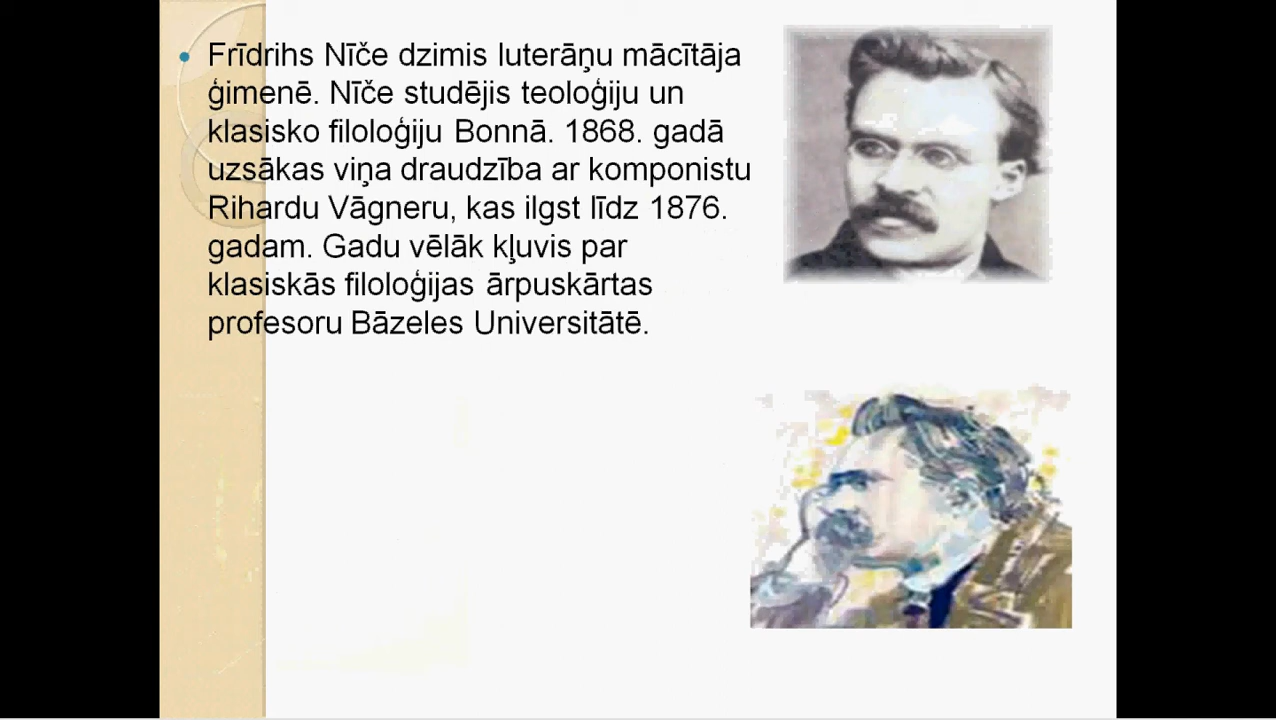 Frīdrihs Nīče dzimis luterāņu mācītāja
ģimenē. Nīče studējis teoloģiju un
klasisko filoloģiju Bonnā. 1868. gadā
uzsākas viņa draudzība ar komponistu
Rihardu Vāgneru, kas ilgst līdz 1876.
gadam. Gadu vēlāk kļuvis par
klasiskās filoloģijas ārpuskārtas
profesoru Bāzeles Universitātē.